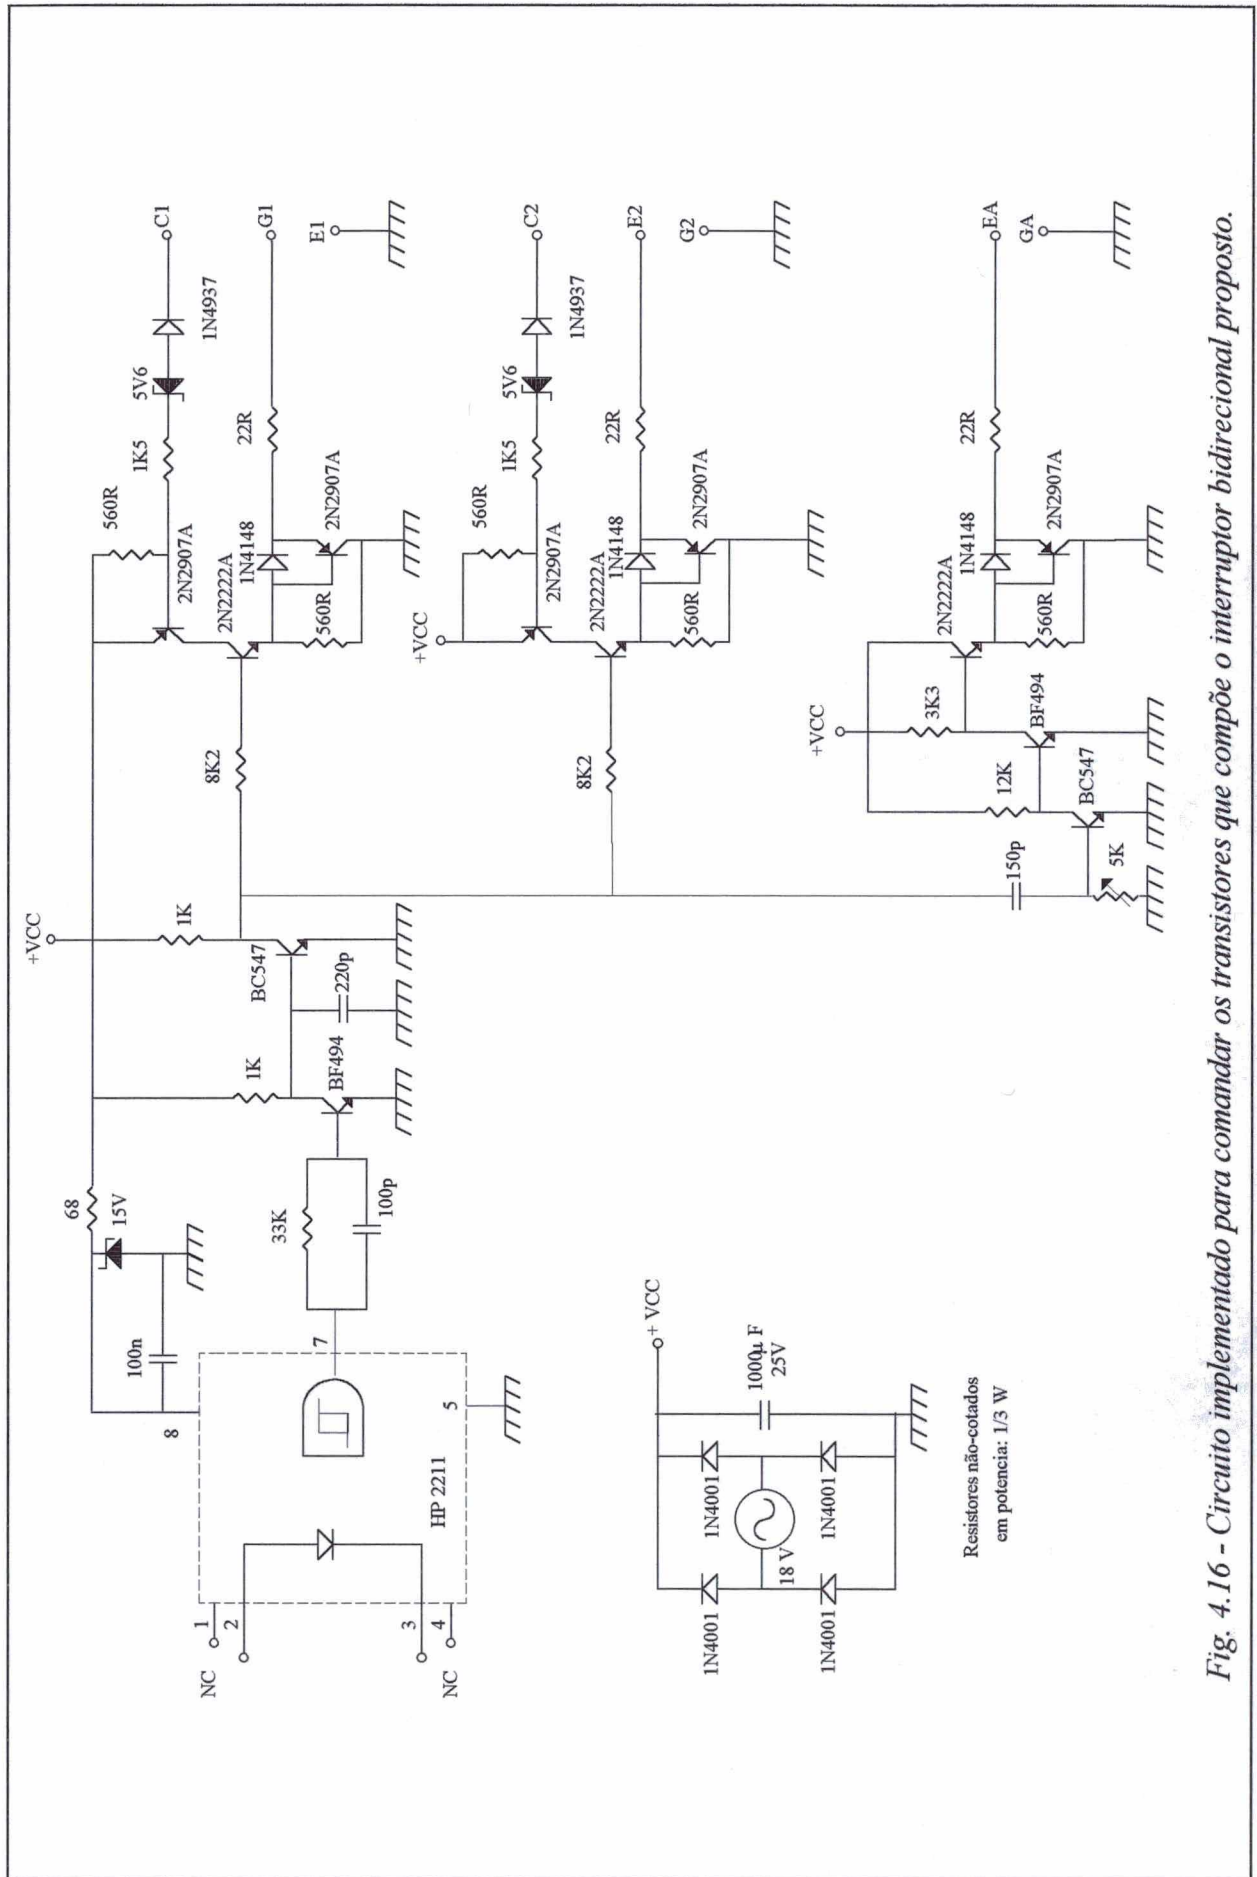 +VCC
68
15V
100n
8
1
2
NC
3
4
NC
HP 2211
5
7
33K
100p
1K
BF494
220p
1K
BC547
8K2
560R
2N2907A
1K5
5V6
1N4937
C1
2N2222A
1N4148
560R
2N2907A
22R
G1
E1
+VCC
560R
2N2907A
1K5
5V6
1N4937
C2
8K2
2N2222A
1N4148
560R
2N2907A
22R
E2
G2
+VCC
3K3
12K
BF494
BC547
150p
5K
2N2222A
1N4148
560R
2N2907A
22R
EA
GA
+ VCC
1N4001
1N4001
18 V
1N4001
1N4001
1000µ F
25V
Resistores não-cotados
em potencia: 1/3 W
Fig. 4.16 - Circuito implementado para comandar os transistores que compõe o interruptor bidirecional proposto.